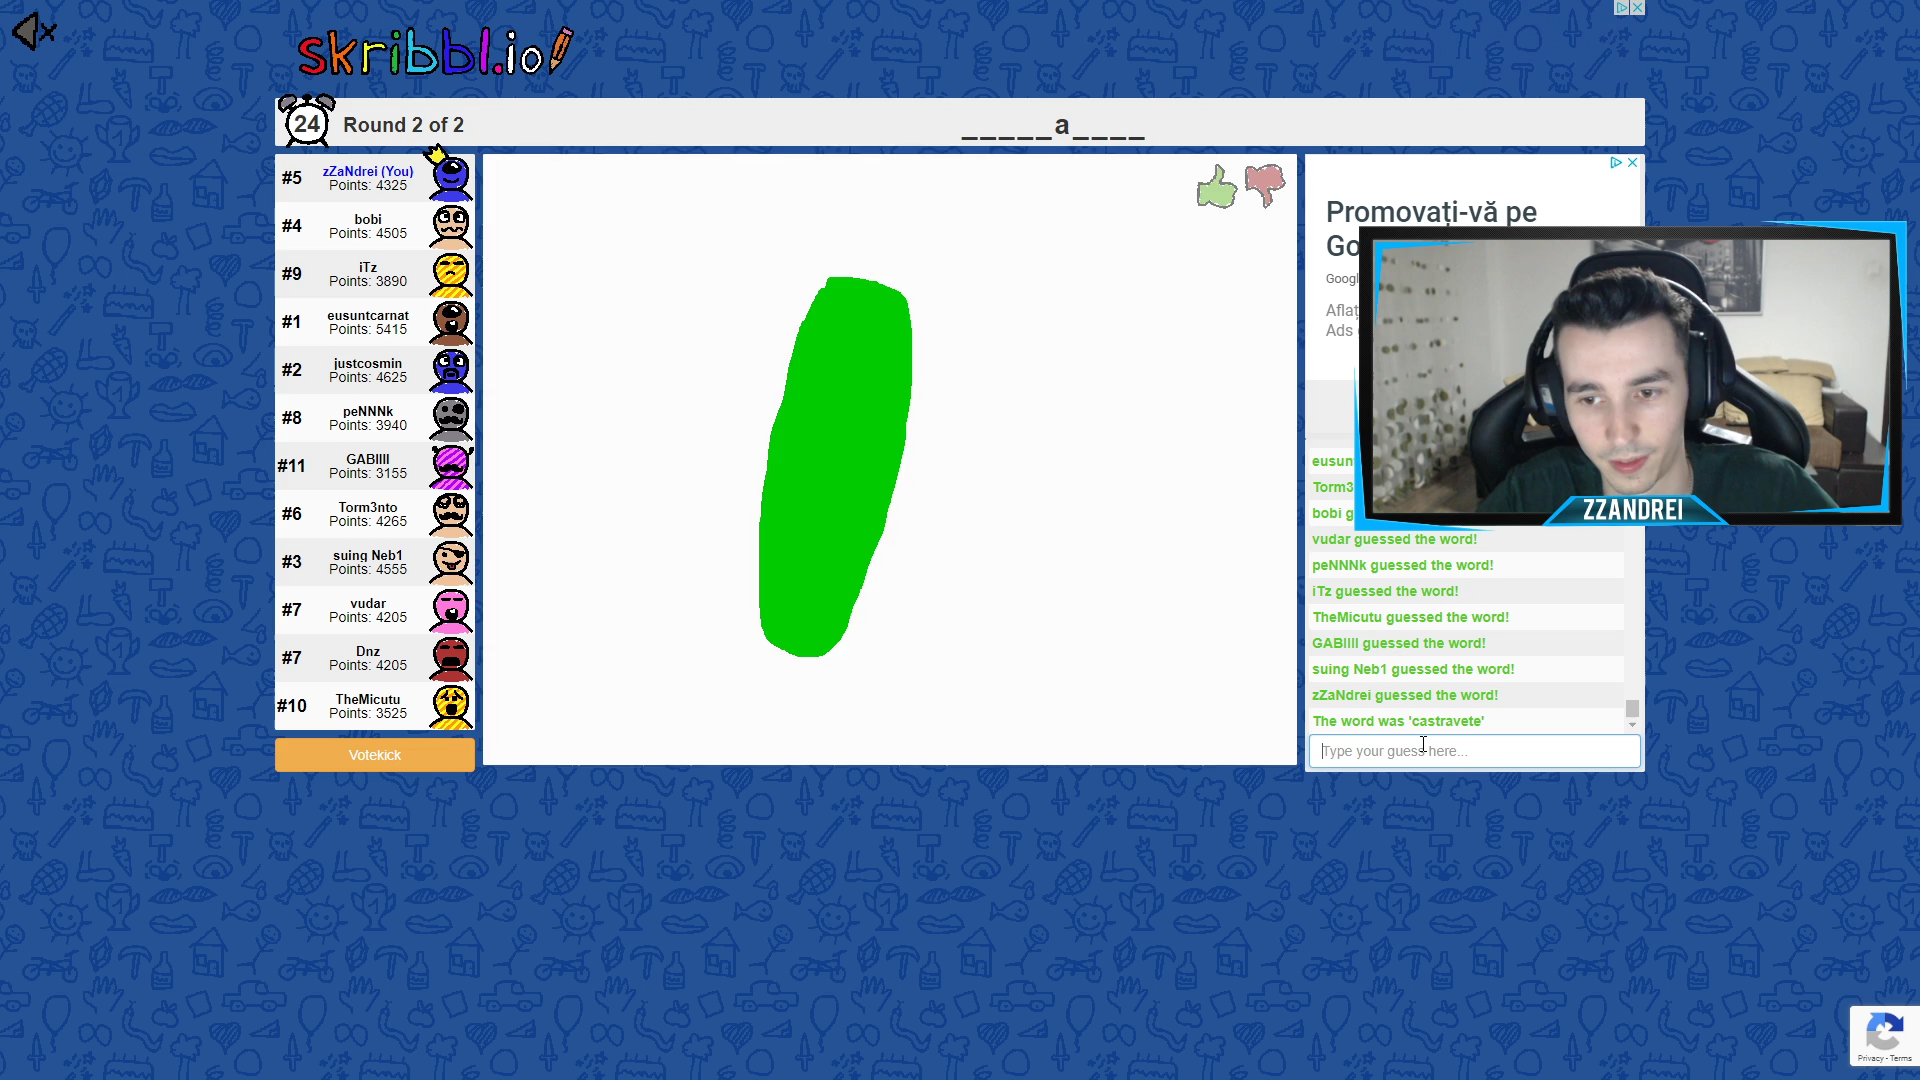 skribbl.io
24
Round 2 of 2
_____a____
#5
zZaNdrei (You)
Points: 4325
#4
bobi
Points: 4505
#9
iTz
Points: 3890
#1
eusuntcarnat
Points: 5415
#2
justcosmin
Points: 4625
#8
peNNNk
Points: 3940
#11
GABIIII
Points: 3155
#6
Torm3nto
Points: 4265
#3
suing Neb1
Points: 4555
#7
vudar
Points: 4205
#7
Dnz
Points: 4205
#10
TheMicutu
Points: 3525
Votekick
Promovați-vă pe
Go
Googl
Aflaț
Ads
ZZANDREI
eusun
Torm3
bobi g
vudar guessed the word!
peNNNk guessed the word!
iTz guessed the word!
TheMicutu guessed the word!
GABIIII guessed the word!
suing Neb1 guessed the word!
zZaNdrei guessed the word!
The word was 'castravete'
Type your guess here...
Privacy - Terms